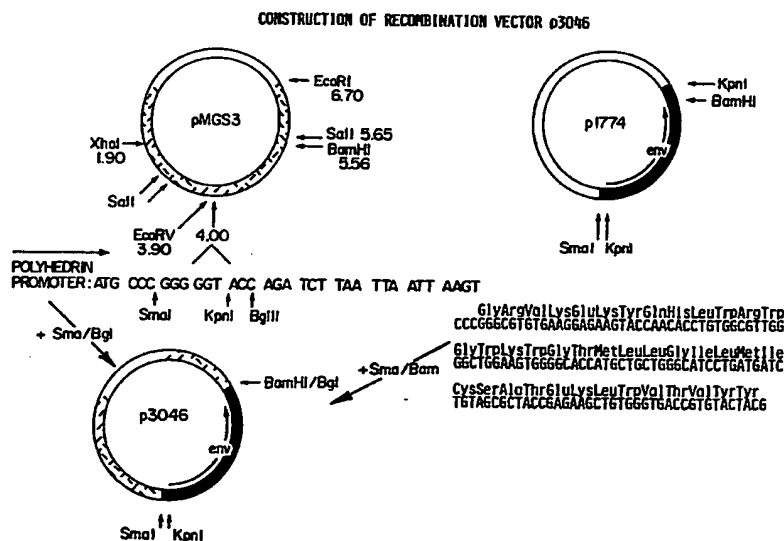 CONSTRUCTION OF RECOMBINATION VECTOR p3046
EcoRI
6.70
KpnI
BamHI
pMGS3
p1774
XhoI
1.90
SalI 5.65
BamHI
5.56
env
SalI
EcoRV
3.90
4.00
SmaI KpnI
POLYHEDRIN
PROMOTER: ATG CCC GGG GGT ACC AGA TCT TAA TTA ATT AAGT
SmaI KpnI BglII
+ Sma/Bgl
GlyArgValLysGluLysTyrGlnHisLeuTrpArgTrp
CCCGGGCGTGTGAAGGAGAAGTACCAACACCTGTGGCGTTGG
GlyTrpLysTrpGlyThrMetLeuLeuGlyIleLeuMetIle
GGCTGGAAGTGGGGCACCATGCTGCTGGGCATCCTGATGATC
CysSerAlaThrGluLysLeuTrpValThrValTyrTyr
TGTAGCGCTACCGAGAAGCTGTGGGTGACCGTGTACTACG
+Sma/Bam
BamHI/Bgl
p3046
env
SmaI KpnI